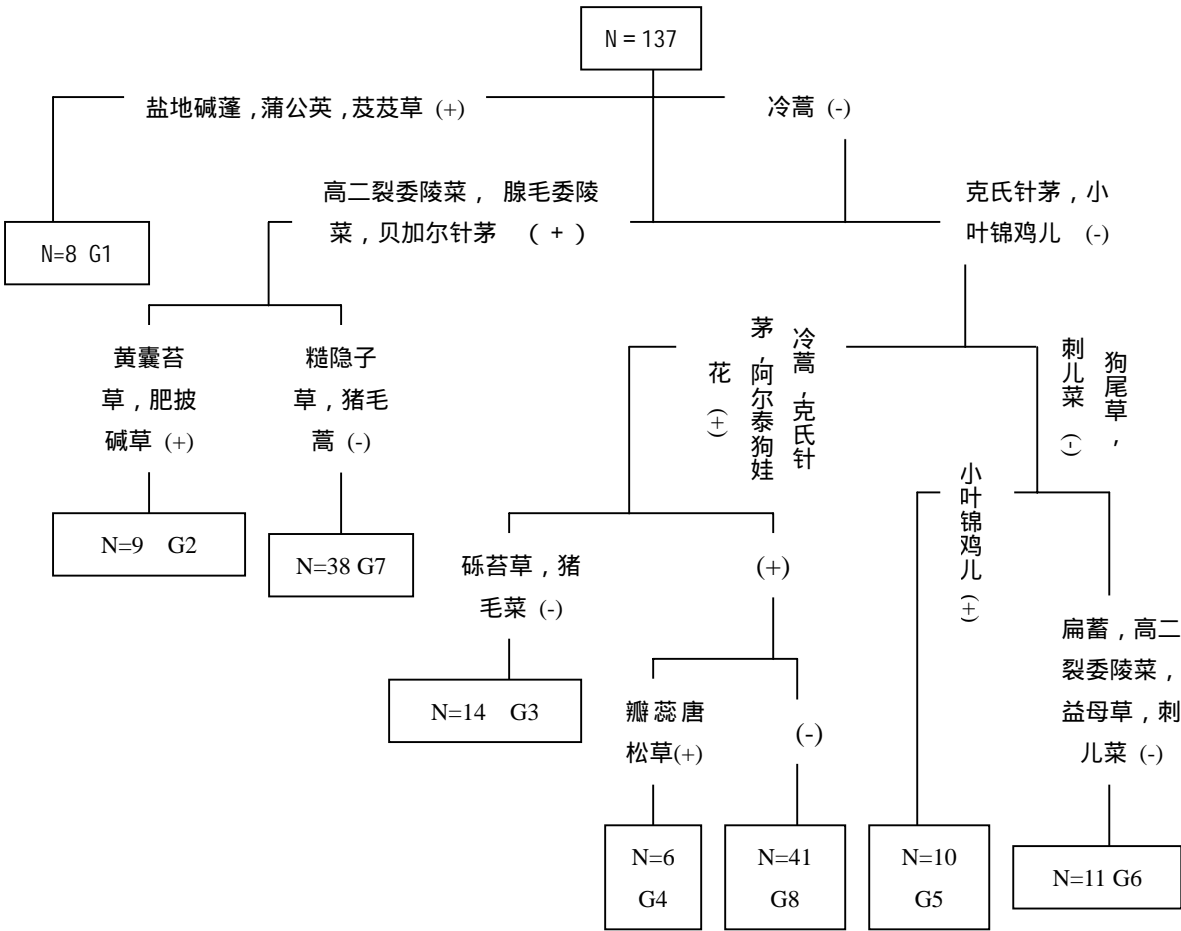 N = 137
盐地碱蓬，蒲公英，芨芨草 (+)
冷蒿 (-)
高二裂委陵菜， 腺毛委陵
菜，贝加尔针茅 （+）
克氏针茅，小
叶锦鸡儿 (-)
N=8 G1
黄囊苔
草，肥披
碱草 (+)
糙隐子
草，猪毛
蒿 (-)
冷蒿，克氏针
茅，阿尔泰狗娃
花 (+)
狗尾草，
刺儿菜 (-)
N=9 G2
N=38 G7
砾苔草，猪
毛菜 (-)
(+)
小叶锦鸡儿 (+)
扁蓄，高二
裂委陵菜，
益母草，刺
儿菜 (-)
N=14 G3
瓣蕊唐
松草(+)
(-)
N=6
G4
N=41
G8
N=10
G5
N=11 G6